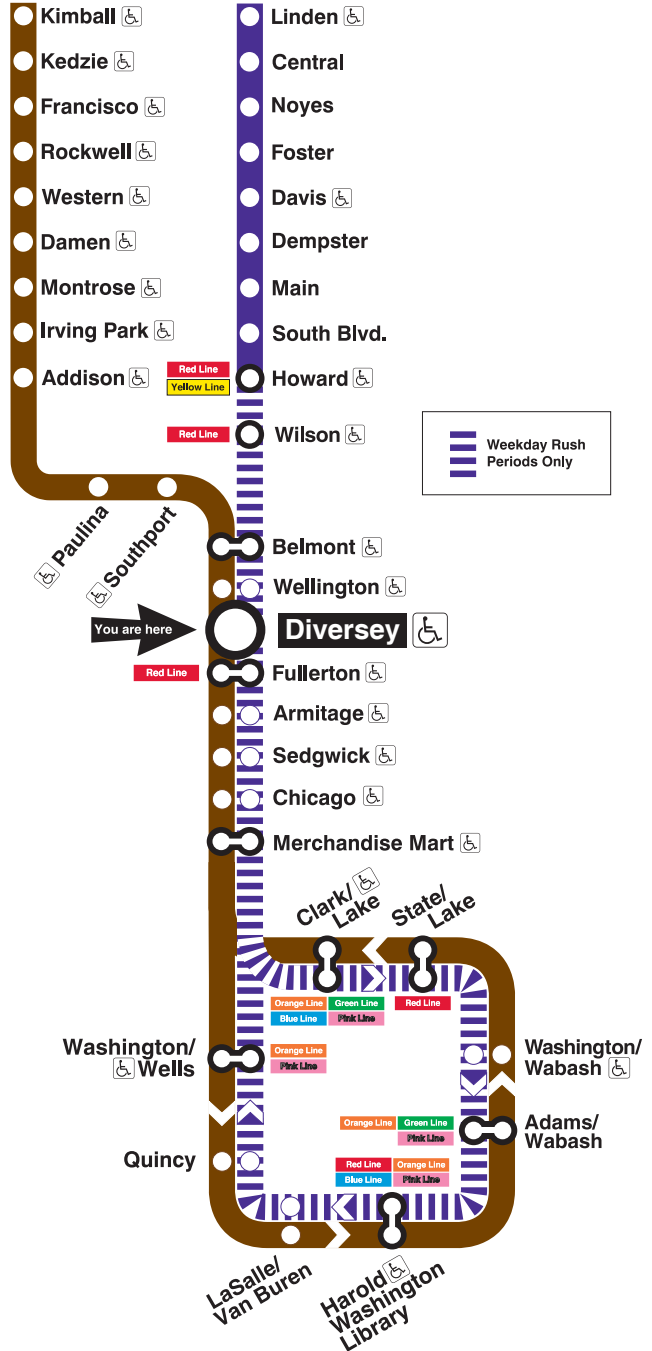 Kimball
Kedzie
Francisco
Rockwell
Western
Damen
Montrose
Irving Park
Addison
Paulina
Southport
Linden
Central
Noyes
Foster
Davis
Dempster
Main
South Blvd.
Red Line
Yellow Line
Howard
Red Line
Wilson
Weekday Rush
Periods Only
Belmont
Wellington
You are here
Diversey
Red Line
Fullerton
Armitage
Sedgwick
Chicago
Merchandise Mart
Clark/
Lake
State/
Lake
Orange Line
Green Line
Blue Line
Pink Line
Red Line
Washington/
Wells
Orange Line
Pink Line
Washington/
Wabash
Orange Line
Green Line
Pink Line
Adams/
Wabash
Quincy
Red Line
Orange Line
Blue Line
Pink Line
LaSalle/
Van Buren
Harold
Washington
Library